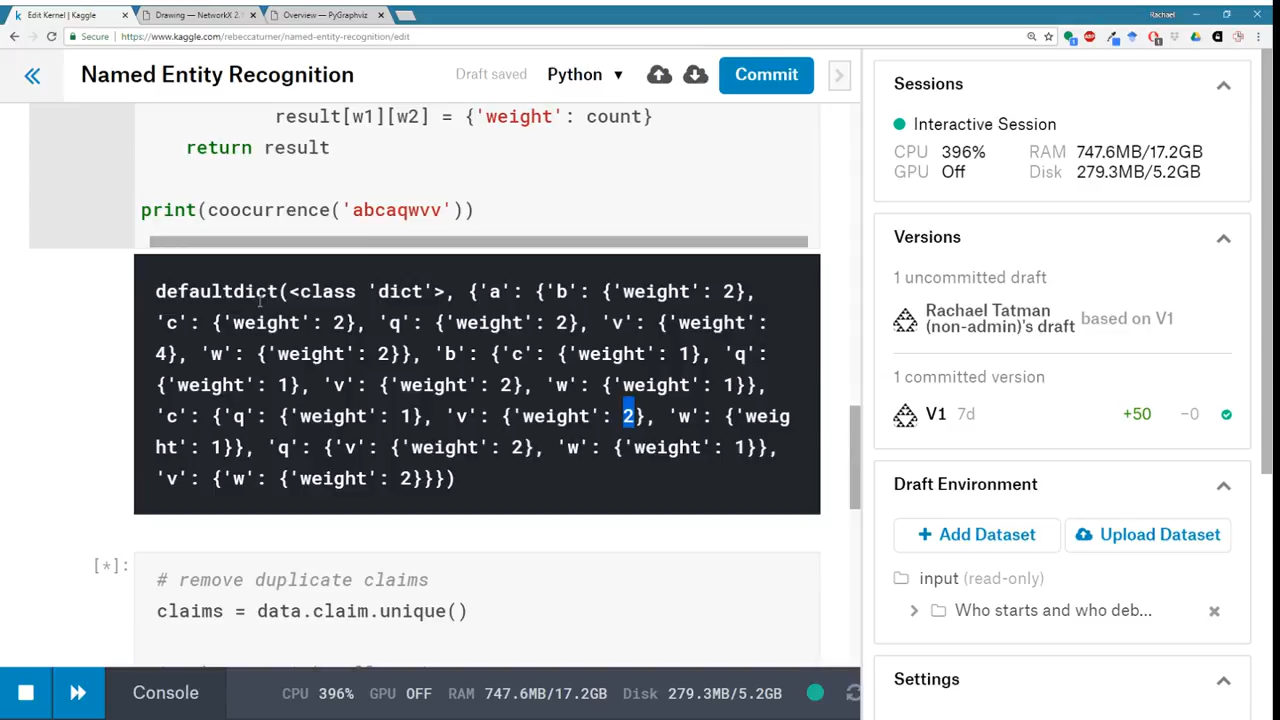 Edit Kernel | Kaggle
Drawing — NetworkX 2.
Overview — PyGraphviz
Rachael
Secure https://www.kaggle.com/rebeccaturner/named-entity-recognition/edit
Named Entity Recognition
Draft saved
Python
Commit
result[w1][w2] = {'weight': count}
return result
print(coocurrence('abcaqwvv'))
defaultdict(<class 'dict'>, {'a': {'b': {'weight': 2},
'c': {'weight': 2}, 'q': {'weight': 2}, 'v': {'weight':
4}, 'w': {'weight': 2}}, 'b': {'c': {'weight': 1}, 'q':
{'weight': 1}, 'v': {'weight': 2}, 'w': {'weight': 1}},
'c': {'q': {'weight': 1}, 'v': {'weight': 2}, 'w': {'weig
ht': 1}}, 'q': {'v': {'weight': 2}, 'w': {'weight': 1}},
'v': {'w': {'weight': 2}}})
[*]:
# remove duplicate claims
claims = data.claim.unique()
Console
CPU 396% GPU OFF RAM 747.6MB/17.2GB Disk 279.3MB/5.2GB
Sessions
Interactive Session
CPU 396% RAM 747.6MB/17.2GB
GPU Off Disk 279.3MB/5.2GB
Versions
1 uncommitted draft
Rachael Tatman
(non-admin)'s draft based on V1
1 committed version
V1 7d +50 −0
Draft Environment
+ Add Dataset
Upload Dataset
input (read-only)
Who starts and who deb...
Settings